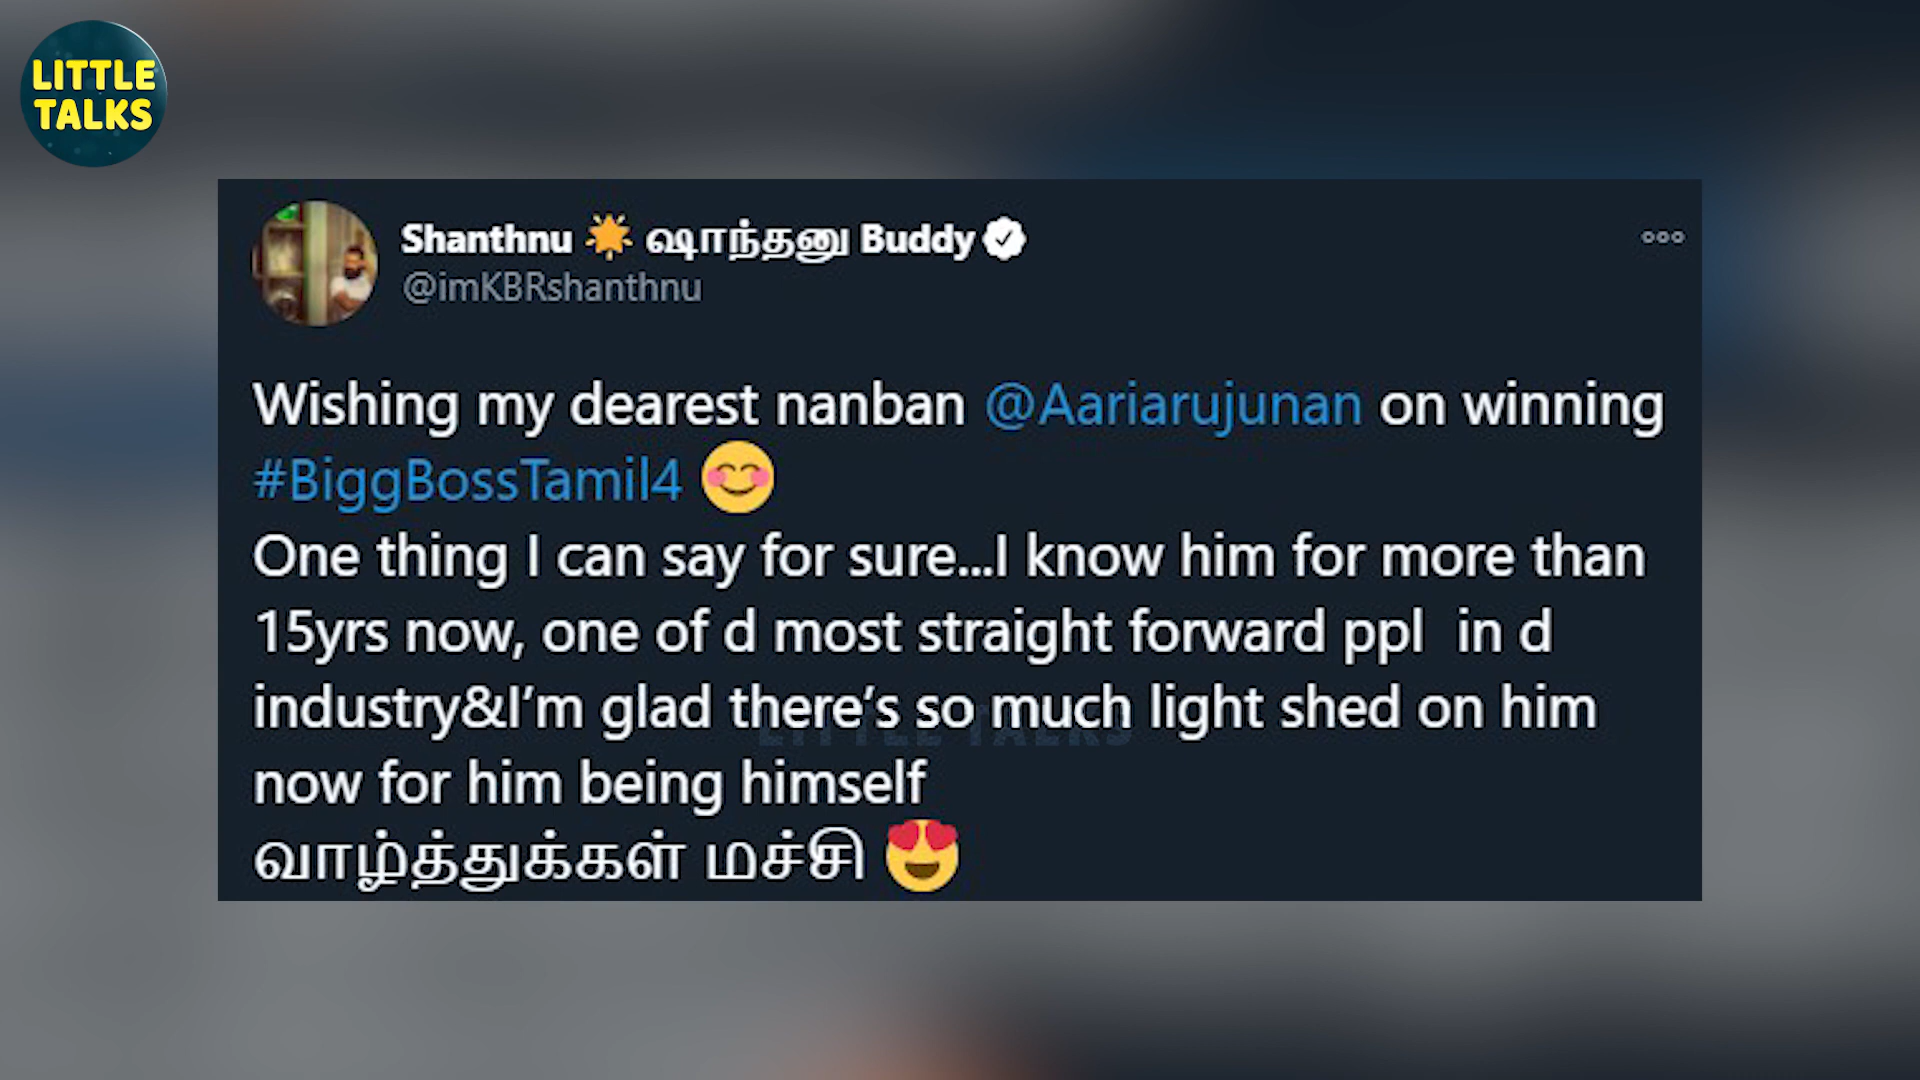 LITTLE
TALKS
Shanthnu 🌟 ஷாந்தனு Buddy
@imKBRshanthnu
Wishing my dearest nanban @Aariarujunan on winning
#BiggBossTamil4 😊
One thing I can say for sure...I know him for more than
15yrs now, one of d most straight forward ppl  in d
industry&I’m glad there’s so much light shed on him
LITTLE TALKS
now for him being himself
வாழ்த்துக்கள் மச்சி 😍